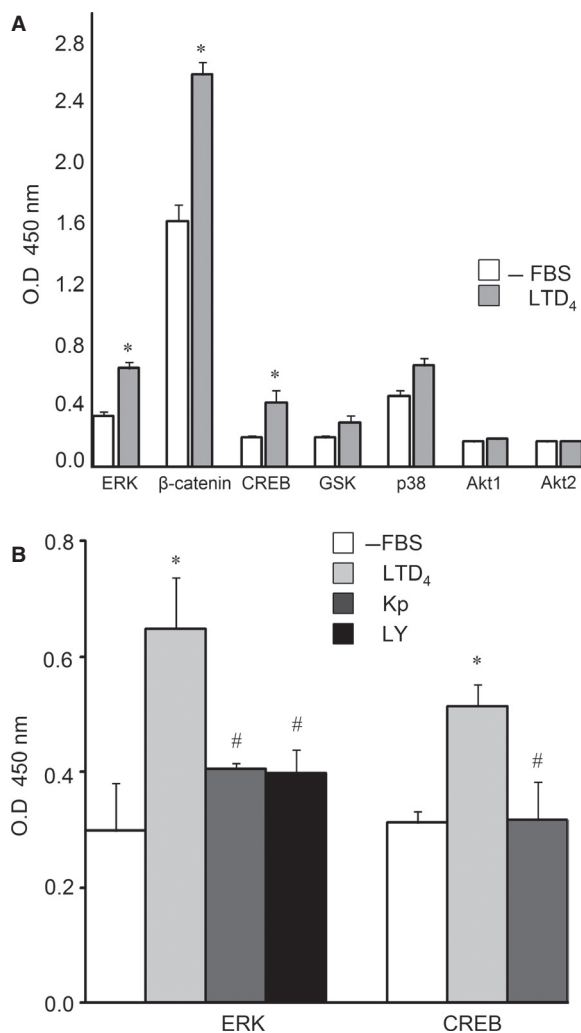 A
2.8
*
2.4
2.0
1.6
1.2
0.8
0.4
0.0
O.D 450 nm
— FBS
LTD₄
*
*
ERK β-catenin CREB GSK p38 Akt1 Akt2
B
0.8
0.6
0.4
0.2
0.0
O.D 450 nm
—FBS
LTD₄
Kp
LY
*
#
#
*
#
ERK CREB